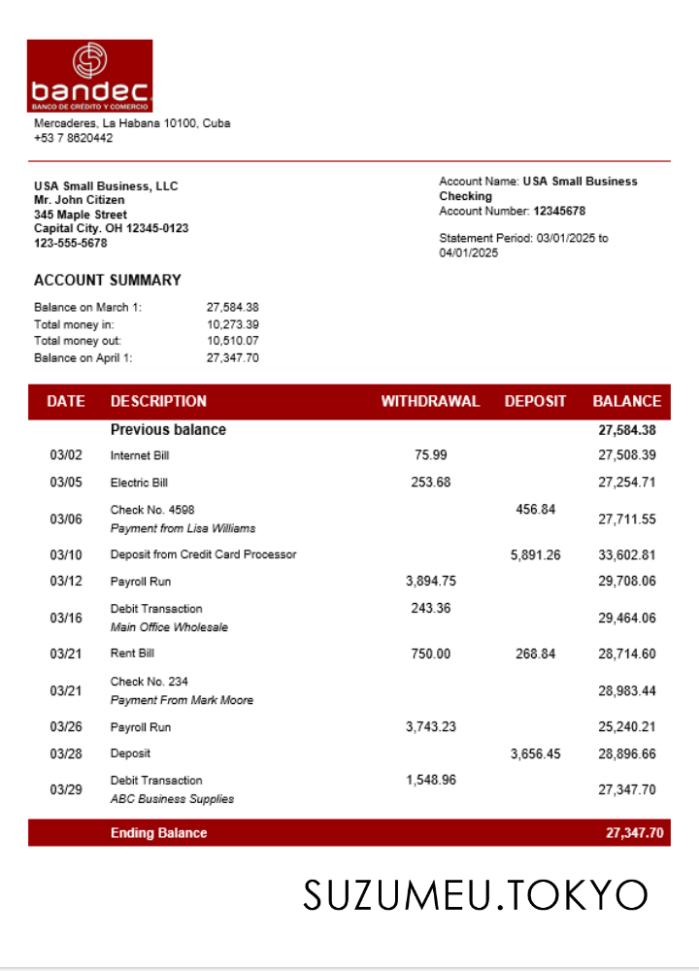 bandec
BANCO DE CRÉDITO Y COMERCIO
Mercaderes, La Habana 10100, Cuba
+53 7 8620442
USA Small Business, LLC
Mr. John Citizen
345 Maple Street
Capital City. OH 12345-0123
123-555-5678
Account Name: USA Small Business
Checking
Account Number: 12345678
Statement Period: 03/01/2025 to
04/01/2025
ACCOUNT SUMMARY
Balance on March 1: 27,584.38
Total money in: 10,273.39
Total money out: 10,510.07
Balance on April 1: 27,347.70
DATE DESCRIPTION WITHDRAWAL DEPOSIT BALANCE
Previous balance 27,584.38
03/02 Internet Bill 75.99 27,508.39
03/05 Electric Bill 253.68 27,254.71
03/06 Check No. 4598 456.84 27,711.55
Payment from Lisa Williams
03/10 Deposit from Credit Card Processor 5,891.26 33,602.81
03/12 Payroll Run 3,894.75 29,708.06
03/16 Debit Transaction 243.36 29,464.06
Main Office Wholesale
03/21 Rent Bill 750.00 268.84 28,714.60
03/21 Check No. 234 28,983.44
Payment From Mark Moore
03/26 Payroll Run 3,743.23 25,240.21
03/28 Deposit 3,656.45 28,896.66
03/29 Debit Transaction 1,548.96 27,347.70
ABC Business Supplies
Ending Balance 27,347.70
SUZUMEU.TOKYO